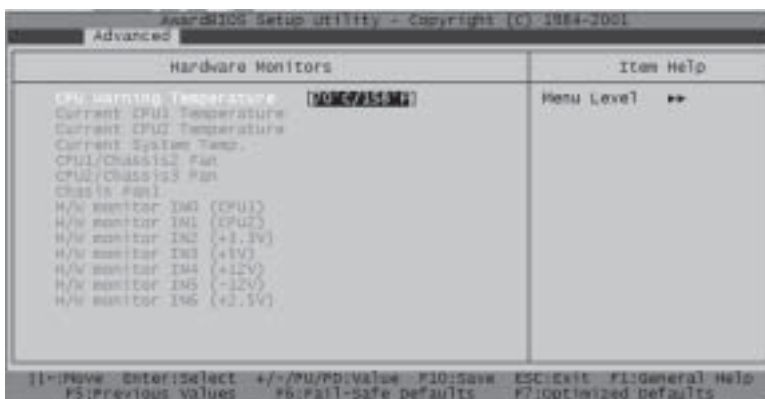 AwardBIOS Setup Utility - Copyright (C) 1984-2001
Advanced
Hardware Monitors
Item Help
CPU Warning Temperature [70°C/158°F]
Menu Level ▶▶
Current CPU1 Temperature
Current CPU2 Temperature
Current System Temp.
CPU1/Chassis2 Fan
CPU2/Chassis3 Fan
Chasis Fan1
H/W monitor IN0 (CPU1)
H/W monitor IN1 (CPU2)
H/W monitor IN2 (+3.3V)
H/W monitor IN3 (+5V)
H/W monitor IN4 (+12V)
H/W monitor IN5 (-12V)
H/W monitor IN6 (+2.5V)
:Move Enter:Select +/-/PU/PD:Value F10:Save ESC:Exit F1:General Help
F5:Previous Values F6:Fail-Safe Defaults F7:Optimized Defaults